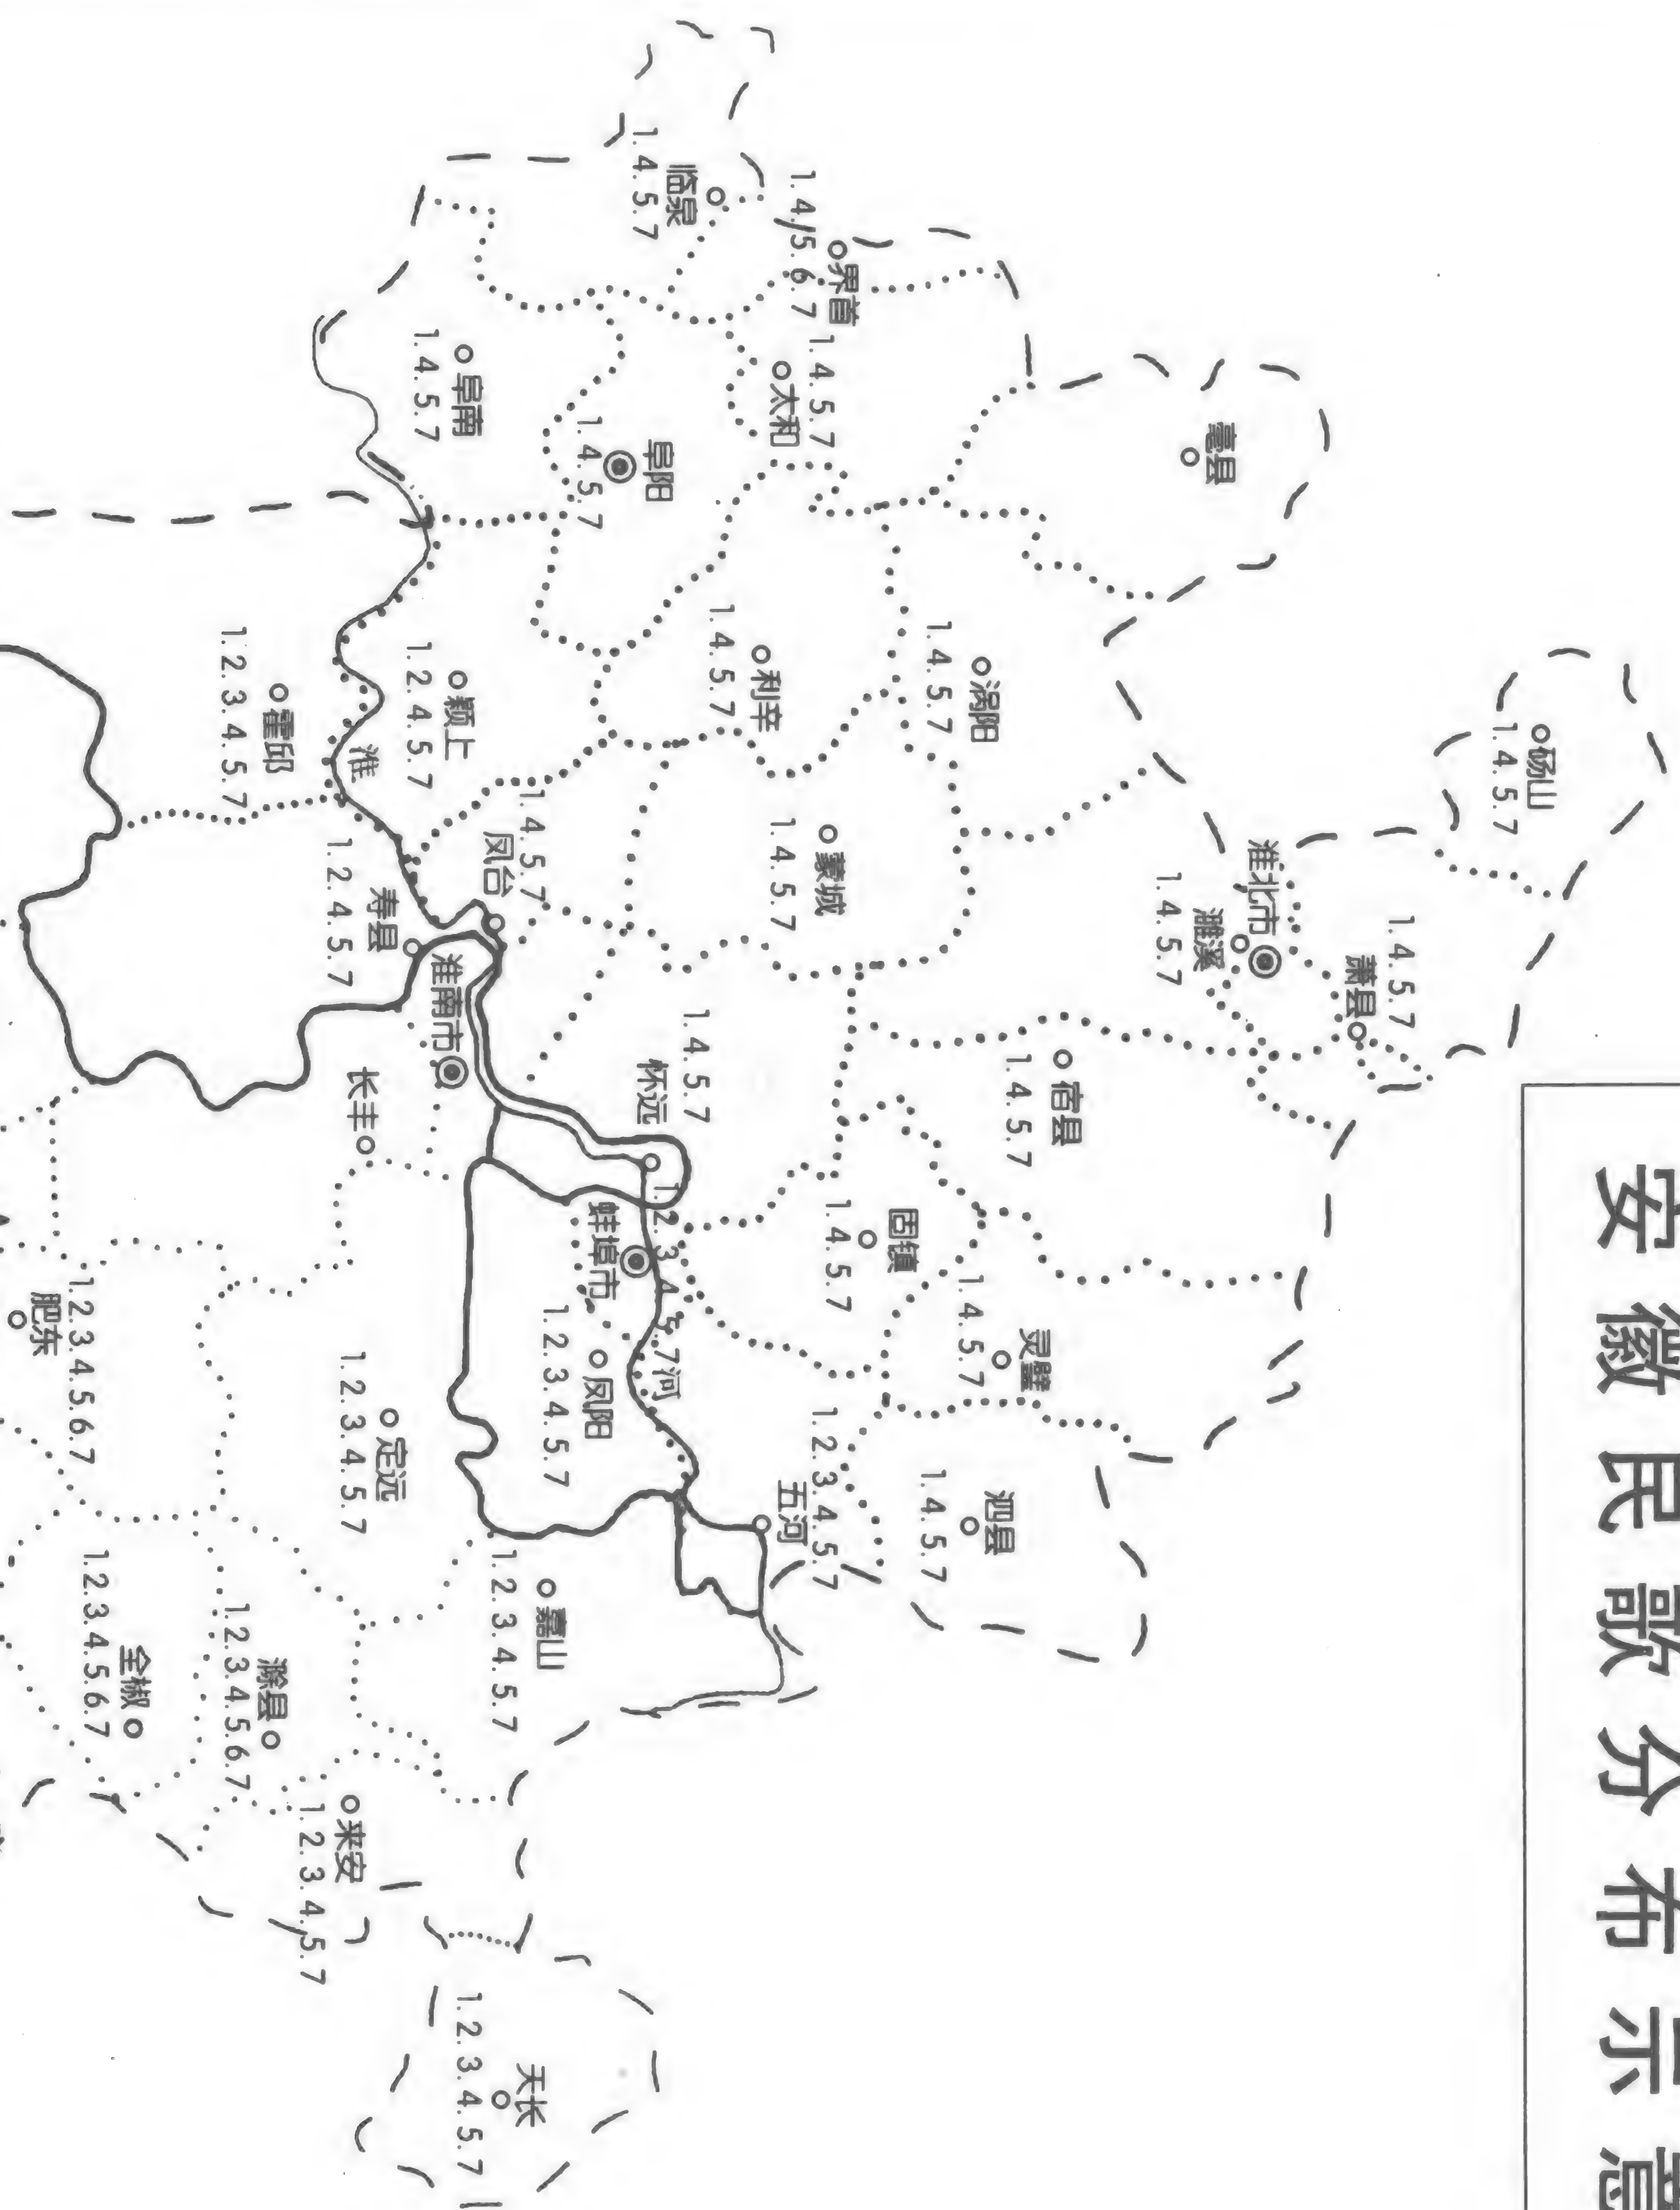 安徽民歌分布示意
砀山
1.4.5.7
1.4.5.7
萧县
淮北市
濉溪
1.4.5.7
亳县
宿县
1.4.5.7
灵璧
1.4.5.7
泗县
1.4.5.7
涡阳
1.4.5.7
固镇
1.4.5.7
界首
1.4.5.6.7
1.4.5.7
太和
蒙城
1.4.5.7
1.2.3.4.5.7
五河
利辛
1.4.5.7
临泉
1.4.5.7
阜阳
1.4.5.7
1.4.5.7
怀远
1.2.3.4.5.7
河
蚌埠市
凤阳
1.2.3.4.5.7
1.4.5.7
凤台
嘉山
1.2.3.4.5.7
天长
1.2.3.4.5.7
阜南
1.4.5.7
颍上
1.2.4.5.7
淮南市
淮
寿县
1.2.4.5.7
长丰
定远
1.2.3.4.5.7
来安
1.2.3.4.5.7
霍邱
1.2.3.4.5.7
滁县
1.2.3.4.5.6.7
全椒
1.2.3.4.5.6.7
1.2.3.4.5.6.7
肥东